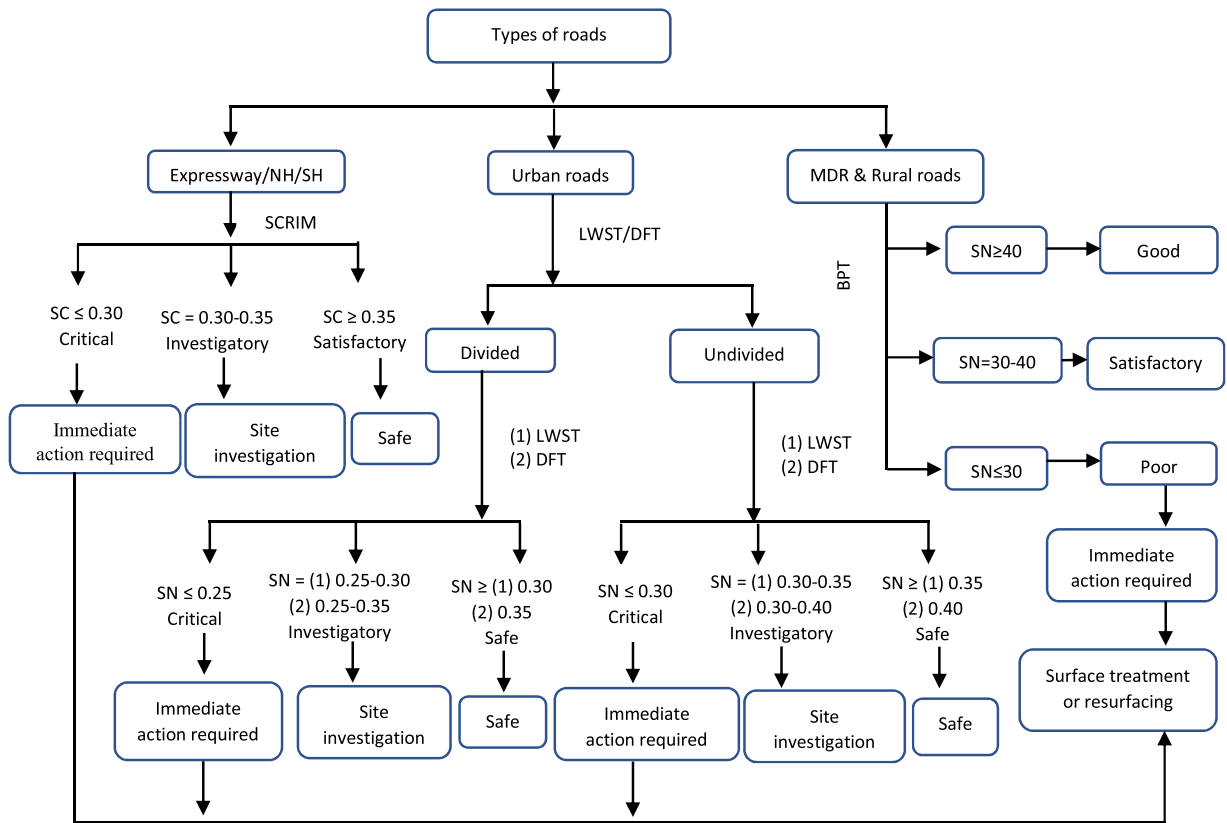 Types of roads
Expressway/NH/SH
Urban roads
MDR & Rural roads
SCRIM
LWST/DFT
BPT
SN≥40
Good
SN=30-40
Satisfactory
SN≤30
Poor
SC ≤ 0.30
Critical
SC = 0.30-0.35
Investigatory
SC ≥ 0.35
Satisfactory
Divided
Undivided
Immediate
action required
Site
investigation
Safe
(1) LWST
(2) DFT
(1) LWST
(2) DFT
SN ≤ 0.25
Critical
SN = (1) 0.25-0.30
(2) 0.25-0.35
Investigatory
SN ≥ (1) 0.30
(2) 0.35
Safe
SN ≤ 0.30
Critical
SN = (1) 0.30-0.35
(2) 0.30-0.40
Investigatory
SN ≥ (1) 0.35
(2) 0.40
Safe
Immediate
action required
Surface treatment
or resurfacing
Immediate
action required
Site
investigation
Safe
Immediate
action required
Site
investigation
Safe